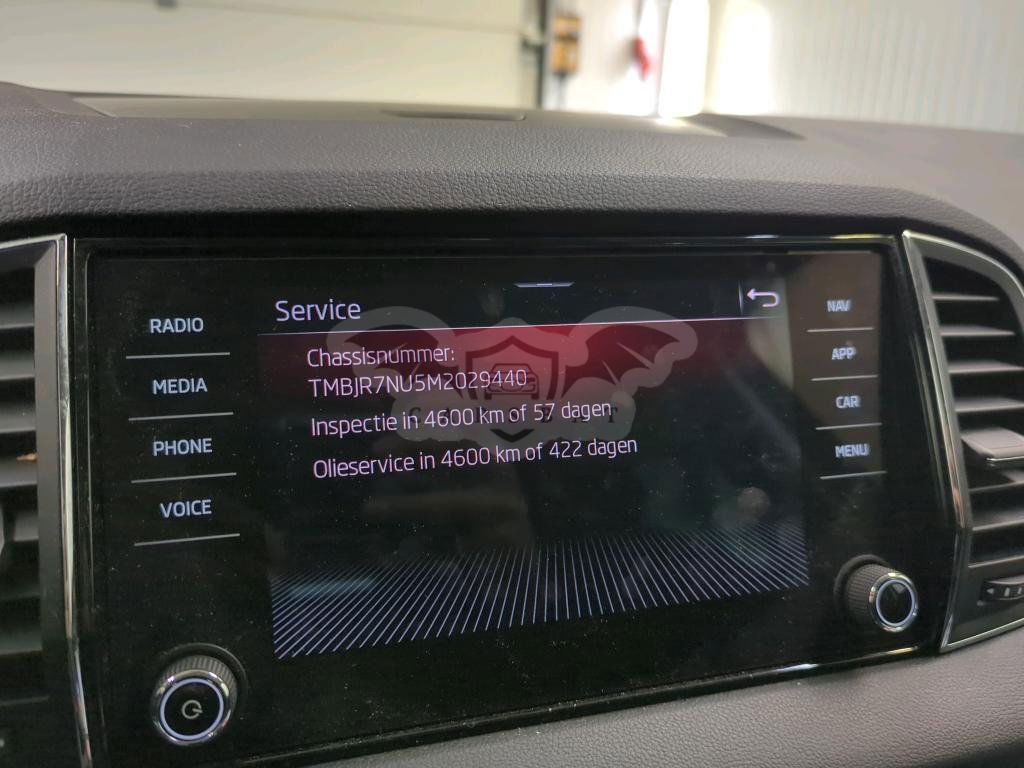 Service
RADIO
MEDIA
PHONE
VOICE
Chassisnummer:
TMBJR7NU5M2029440
Inspectie in 4600 km of 57 dagen
Olieservice in 4600 km of 422 dagen
NAV
APP
CAR
MENU